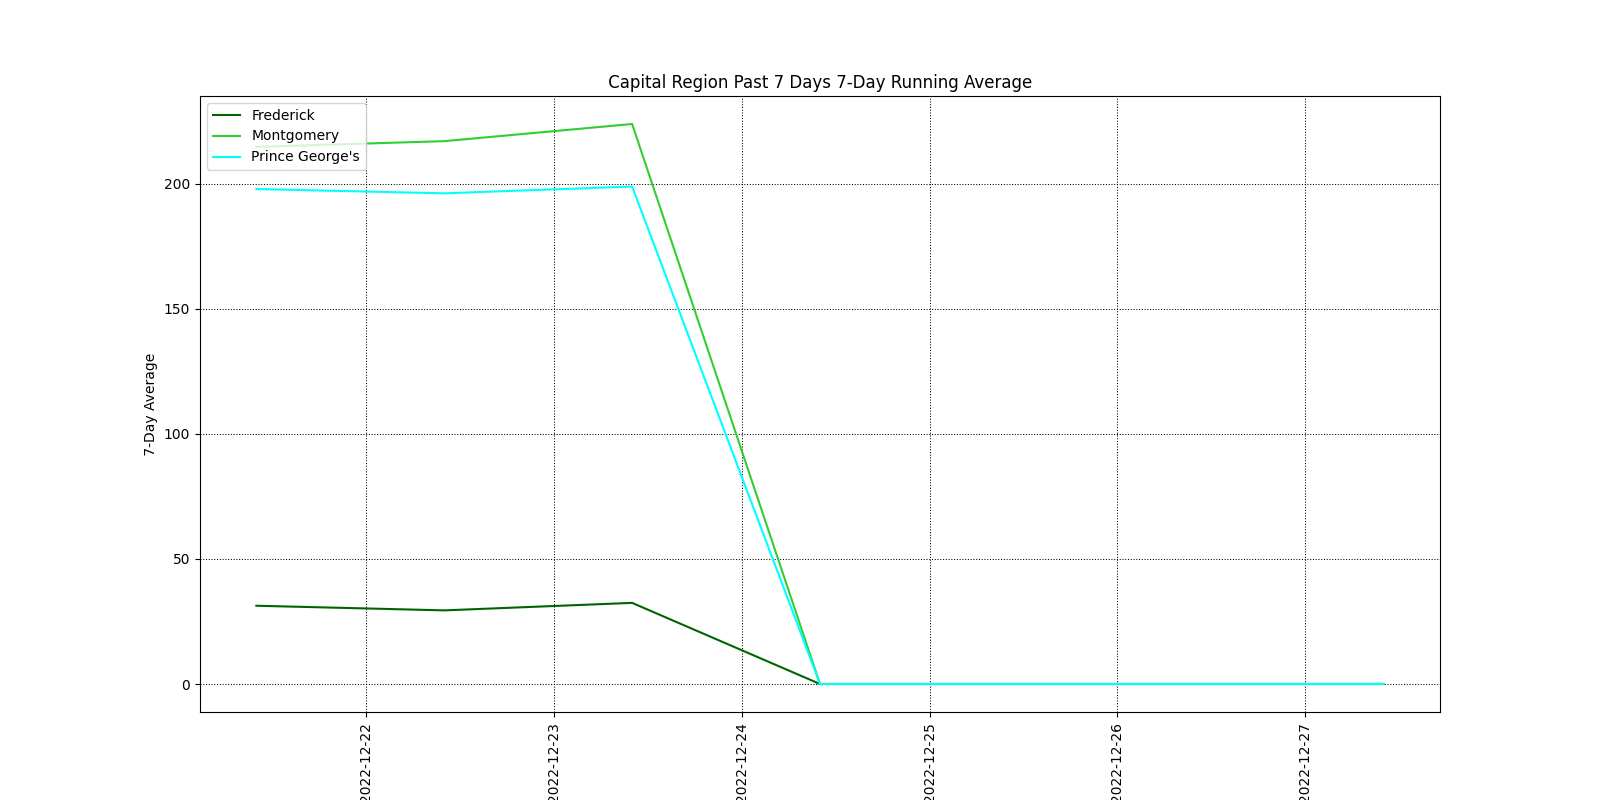 Capital Region Past 7 Days 7-Day Running Average
Frederick
Montgomery
Prince George's
200
150
100
50
0
7-Day Average
2022-12-22
2022-12-23
2022-12-24
2022-12-25
2022-12-26
2022-12-27